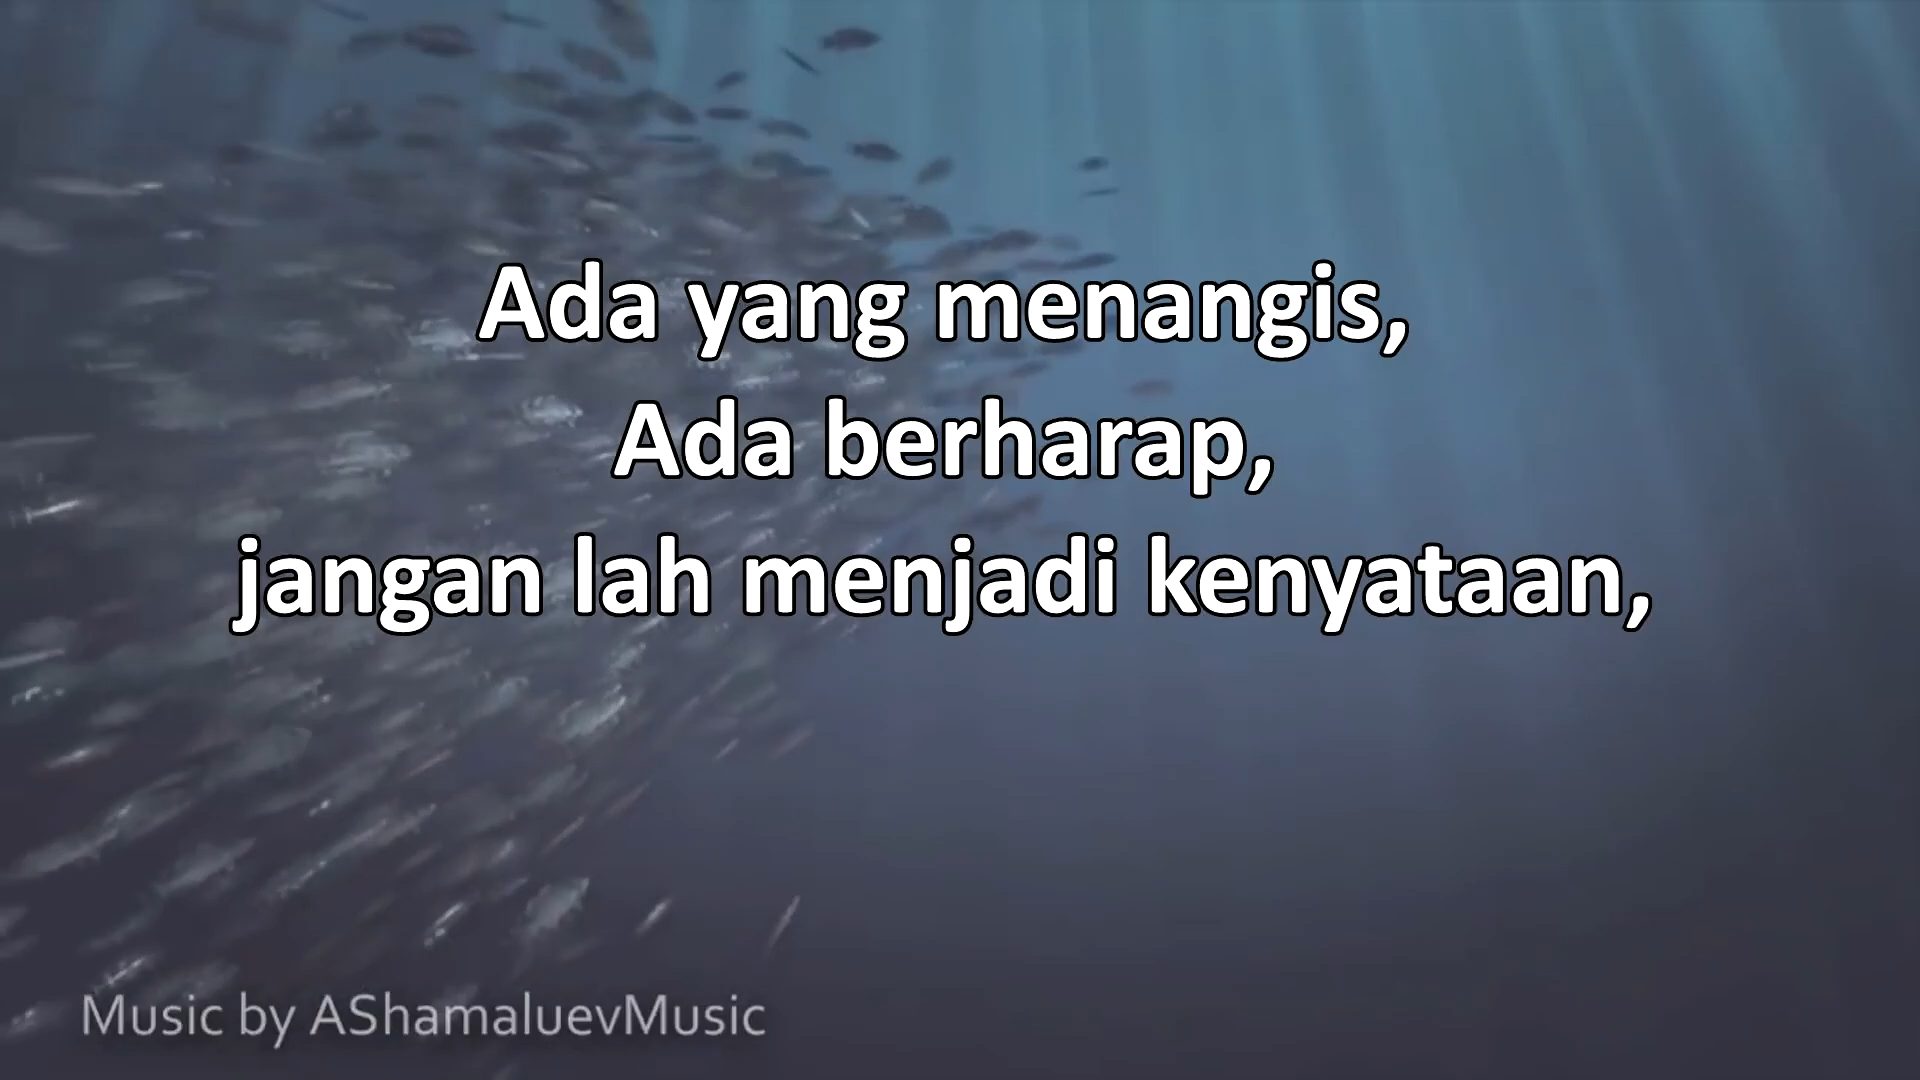 Ada yang menangis,
Ada berharap,
jangan lah menjadi kenyataan,
Music by AShamaluevMusic